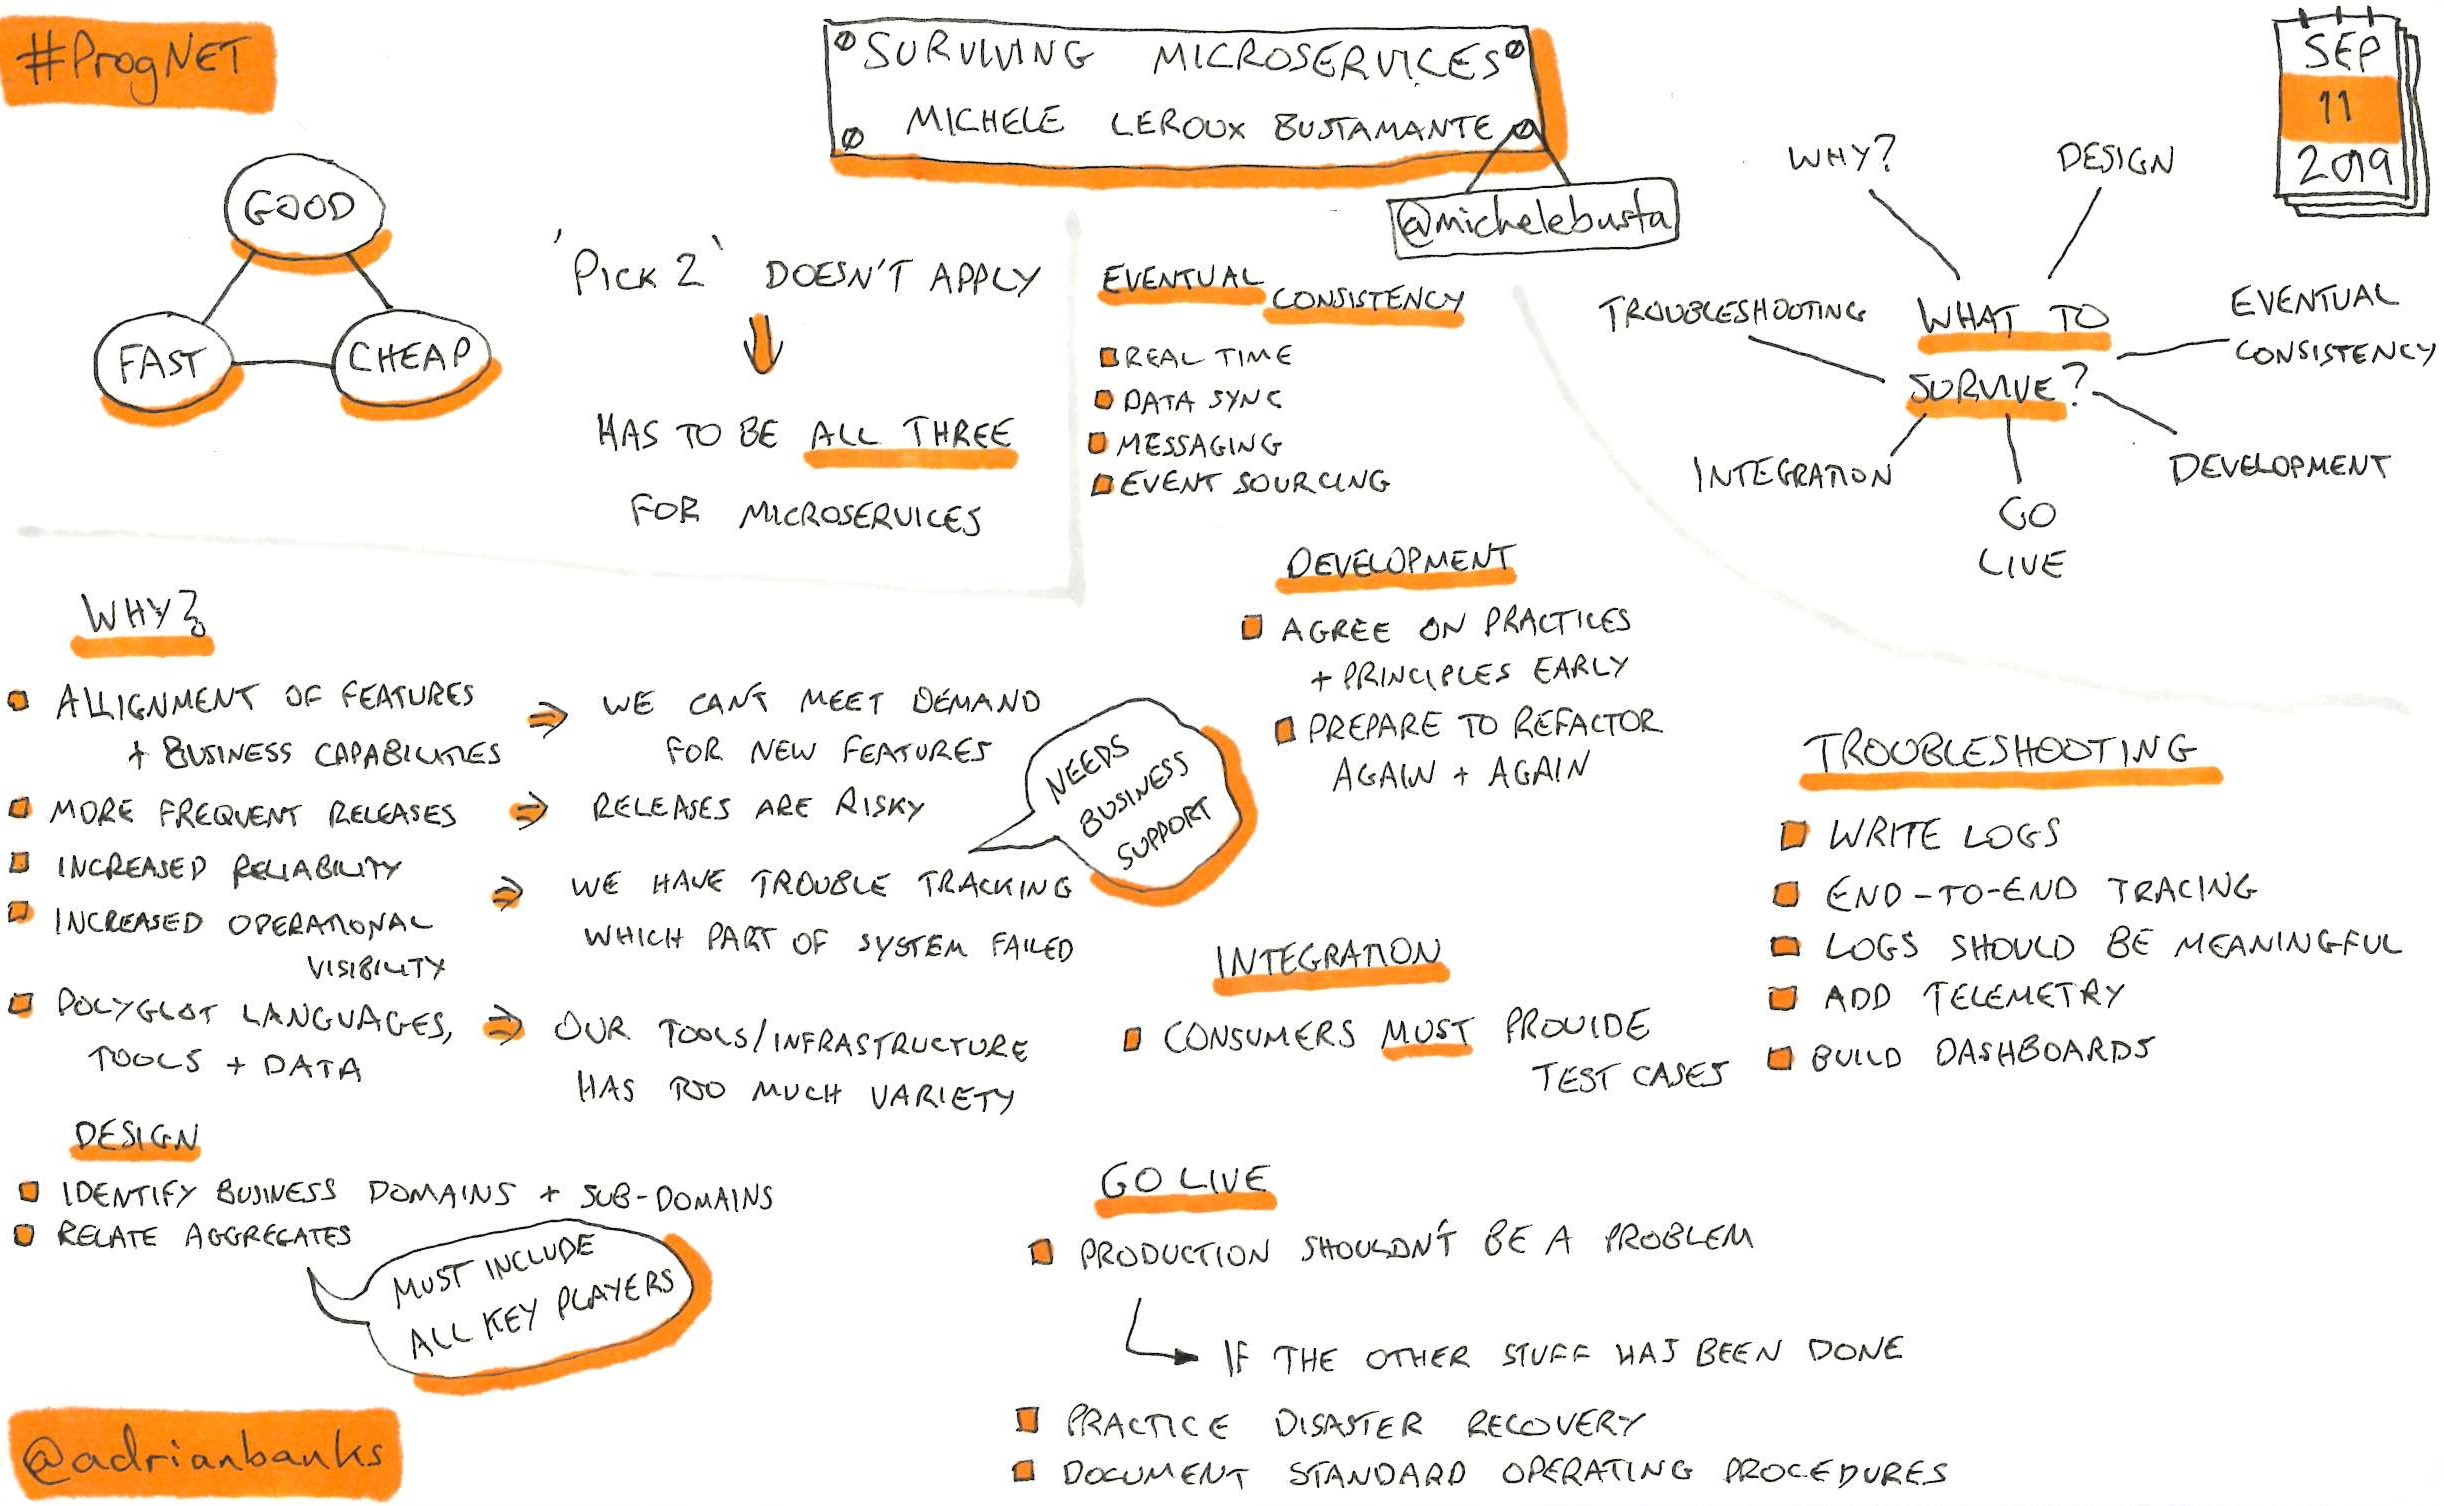 #ProgNET
SURVIVING MICROSERVICES
MICHELE LEROUX BUSTAMANTE
@michelebusta
SEP
11
2019
GOOD
FAST
CHEAP
'PICK 2' DOESN'T APPLY
HAS TO BE ALL THREE
FOR MICROSERVICES
EVENTUAL
CONSISTENCY
REAL TIME
DATA SYNC
MESSAGING
EVENT SOURCING
WHAT TO
SURVIVE?
WHY?
DESIGN
EVENTUAL
CONSISTENCY
DEVELOPMENT
GO
LIVE
INTEGRATION
TROUBLESHOOTING
WHY?
ALLIGNMENT OF FEATURES
+ BUSINESS CAPABILITIES
WE CAN'T MEET DEMAND
FOR NEW FEATURES
MORE FREQUENT RELEASES
RELEASES ARE RISKY
INCREASED RELIABILITY
INCREASED OPERATIONAL
VISIBILITY
WE HAVE TROUBLE TRACKING
WHICH PART OF SYSTEM FAILED
POLYGLOT LANGUAGES,
TOOLS + DATA
OUR TOOLS/INFRASTRUCTURE
HAS TOO MUCH VARIETY
NEEDS
BUSINESS
SUPPORT
DESIGN
IDENTIFY BUSINESS DOMAINS + SUB-DOMAINS
RELATE AGGREGATES
MUST INCLUDE
ALL KEY PLAYERS
DEVELOPMENT
AGREE ON PRACTICES
+ PRINCIPLES EARLY
PREPARE TO REFACTOR
AGAIN + AGAIN
INTEGRATION
CONSUMERS MUST PROVIDE
TEST CASES
TROUBLESHOOTING
WRITE LOGS
END-TO-END TRACING
LOGS SHOULD BE MEANINGFUL
ADD TELEMETRY
BUILD DASHBOARDS
GO LIVE
PRODUCTION SHOULDN'T BE A PROBLEM
IF THE OTHER STUFF HAS BEEN DONE
PRACTICE DISASTER RECOVERY
DOCUMENT STANDARD OPERATING PROCEDURES
@adrianbanks